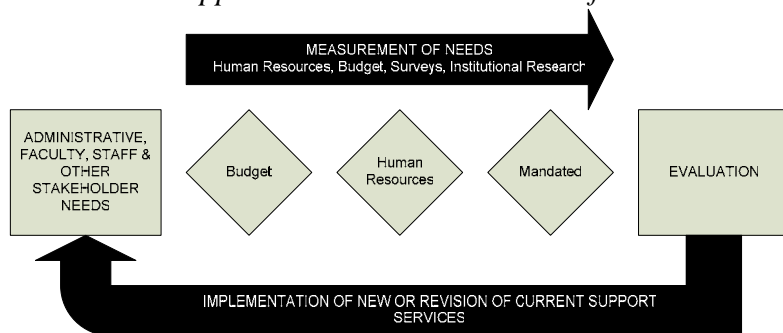 MEASUREMENT OF NEEDS
Human Resources, Budget, Surveys, Institutional Research
ADMINISTRATIVE,
FACULTY, STAFF &
OTHER
STAKEHOLDER
NEEDS
Budget
Human
Resources
Mandated
EVALUATION
IMPLEMENTATION OF NEW OR REVISION OF CURRENT SUPPORT
SERVICES